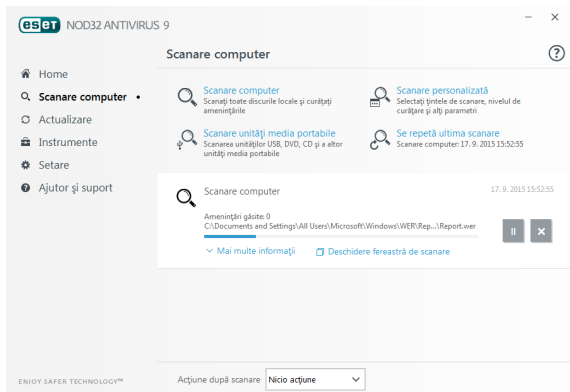 eset NOD32 ANTIVIRUS 9
Scanare computer
?
Home
Scanare computer
Actualizare
Instrumente
Setare
Ajutor și suport
Scanare computer
Scanați toate discurile locale și curățați
amenințările
Scanare personalizată
Selectați țintele de scanare, nivelul de
curățare și alți parametri
Scanare unități media portabile
Scanarea unităților USB, DVD, CD și a altor
unități media portabile
Se repetă ultima scanare
Scanare computer: 17. 9. 2015 15:52:55
Scanare computer
17. 9. 2015 15:52:55
Amenințări găsite: 0
C:\Documents and Settings\All Users\Microsoft\Windows\WER\Rep...\Report.wer
Mai multe informații
Deschidere fereastră de scanare
Acțiune după scanare Nicio acțiune
ENJOY SAFER TECHNOLOGY™